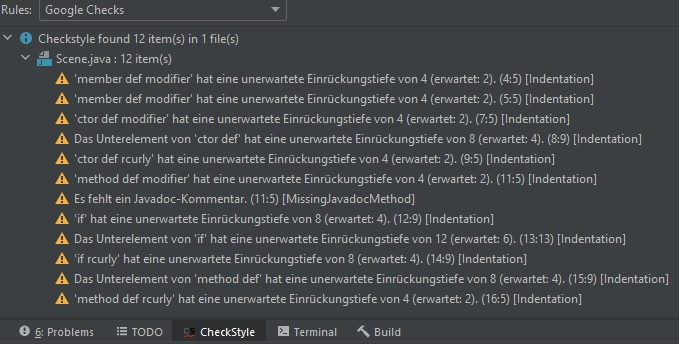 Rules: Google Checks
Checkstyle found 12 item(s) in 1 file(s)
Scene.java : 12 item(s)
'member def modifier' hat eine unerwartete Einrückungstiefe von 4 (erwartet: 2). (4:5) [Indentation]
'member def modifier' hat eine unerwartete Einrückungstiefe von 4 (erwartet: 2). (5:5) [Indentation]
'ctor def modifier' hat eine unerwartete Einrückungstiefe von 4 (erwartet: 2). (7:5) [Indentation]
Das Unterelement von 'ctor def' hat eine unerwartete Einrückungstiefe von 8 (erwartet: 4). (8:9) [Indentation]
'ctor def rcurly' hat eine unerwartete Einrückungstiefe von 4 (erwartet: 2). (9:5) [Indentation]
'method def modifier' hat eine unerwartete Einrückungstiefe von 4 (erwartet: 2). (11:5) [Indentation]
Es fehlt ein Javadoc-Kommentar. (11:5) [MissingJavadocMethod]
'if' hat eine unerwartete Einrückungstiefe von 8 (erwartet: 4). (12:9) [Indentation]
Das Unterelement von 'if' hat eine unerwartete Einrückungstiefe von 12 (erwartet: 6). (13:13) [Indentation]
'if rcurly' hat eine unerwartete Einrückungstiefe von 8 (erwartet: 4). (14:9) [Indentation]
Das Unterelement von 'method def' hat eine unerwartete Einrückungstiefe von 8 (erwartet: 4). (15:9) [Indentation]
'method def rcurly' hat eine unerwartete Einrückungstiefe von 4 (erwartet: 2). (16:5) [Indentation]
6: Problems TODO CheckStyle Terminal Build